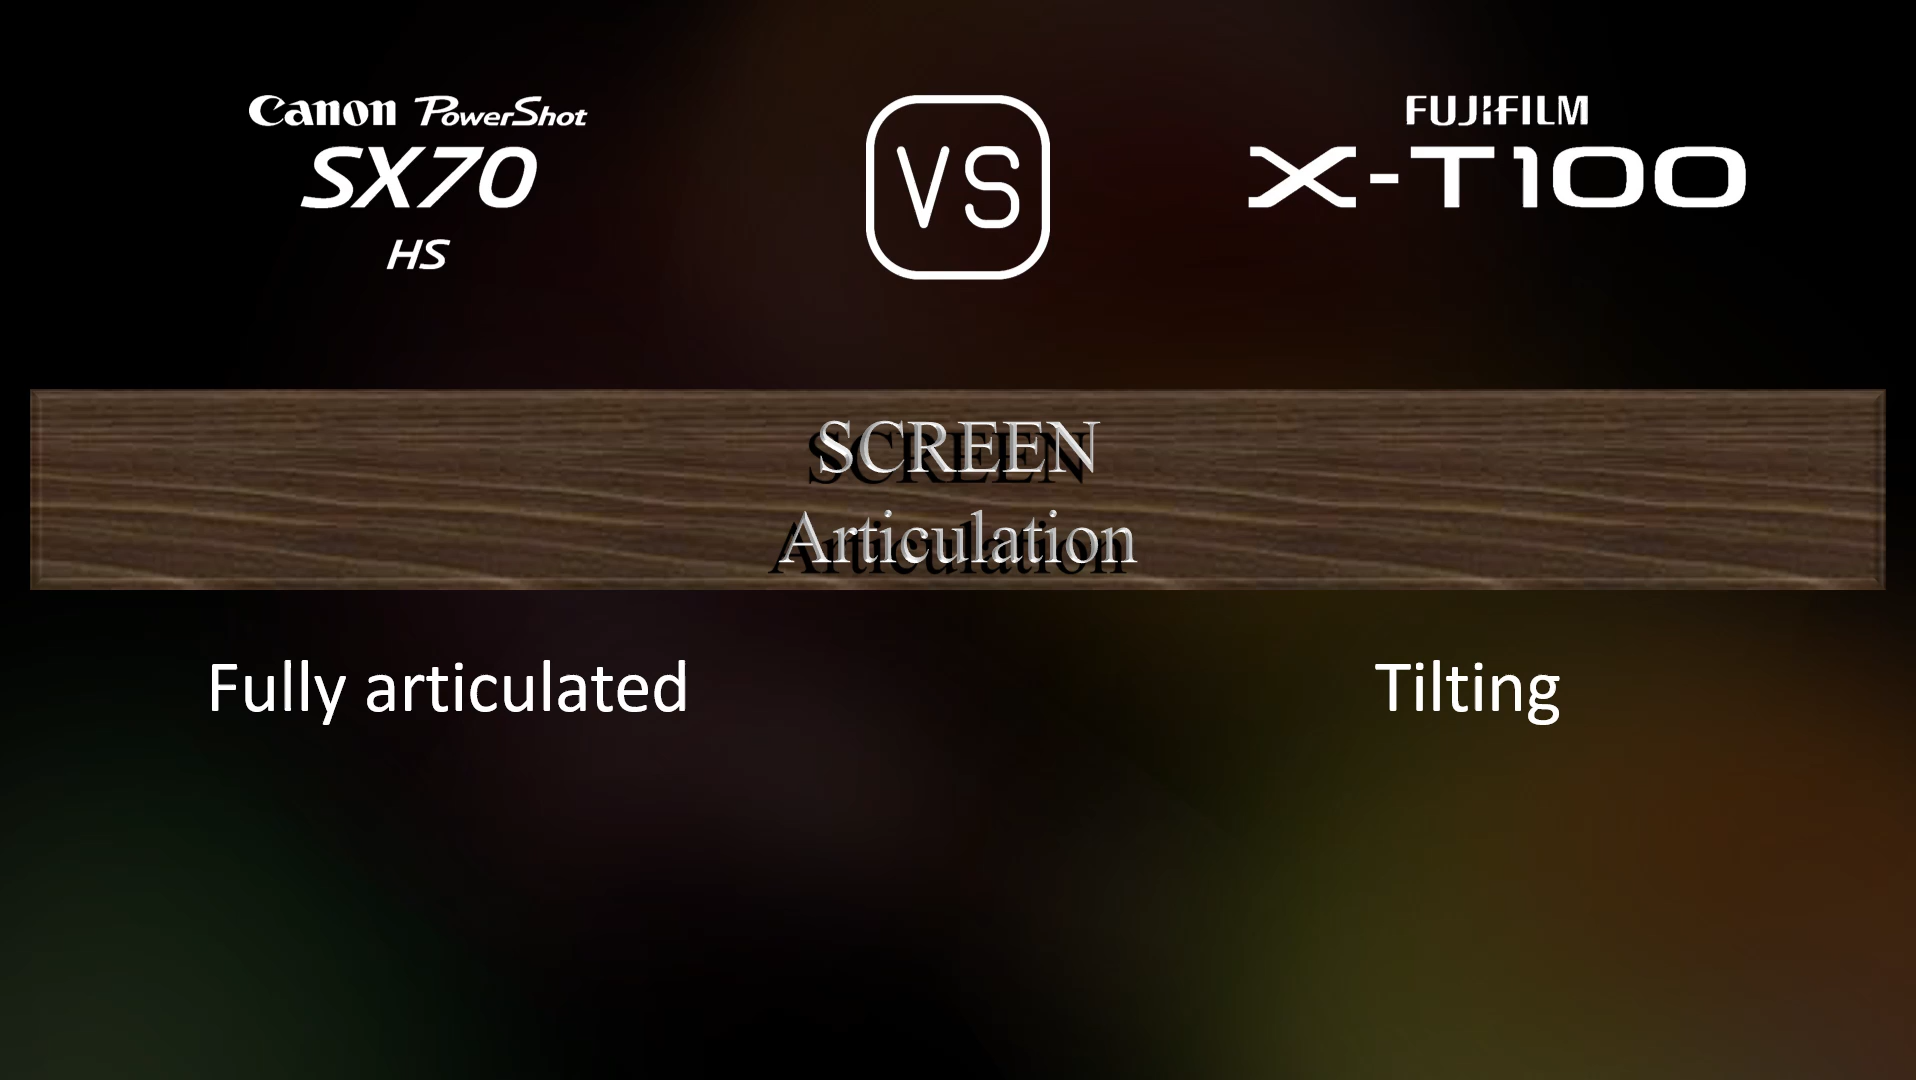 Canon PowerShot
SX70
HS
VS
FUJIFILM
X-T100
SCREEN
Articulation
Fully articulated
Tilting